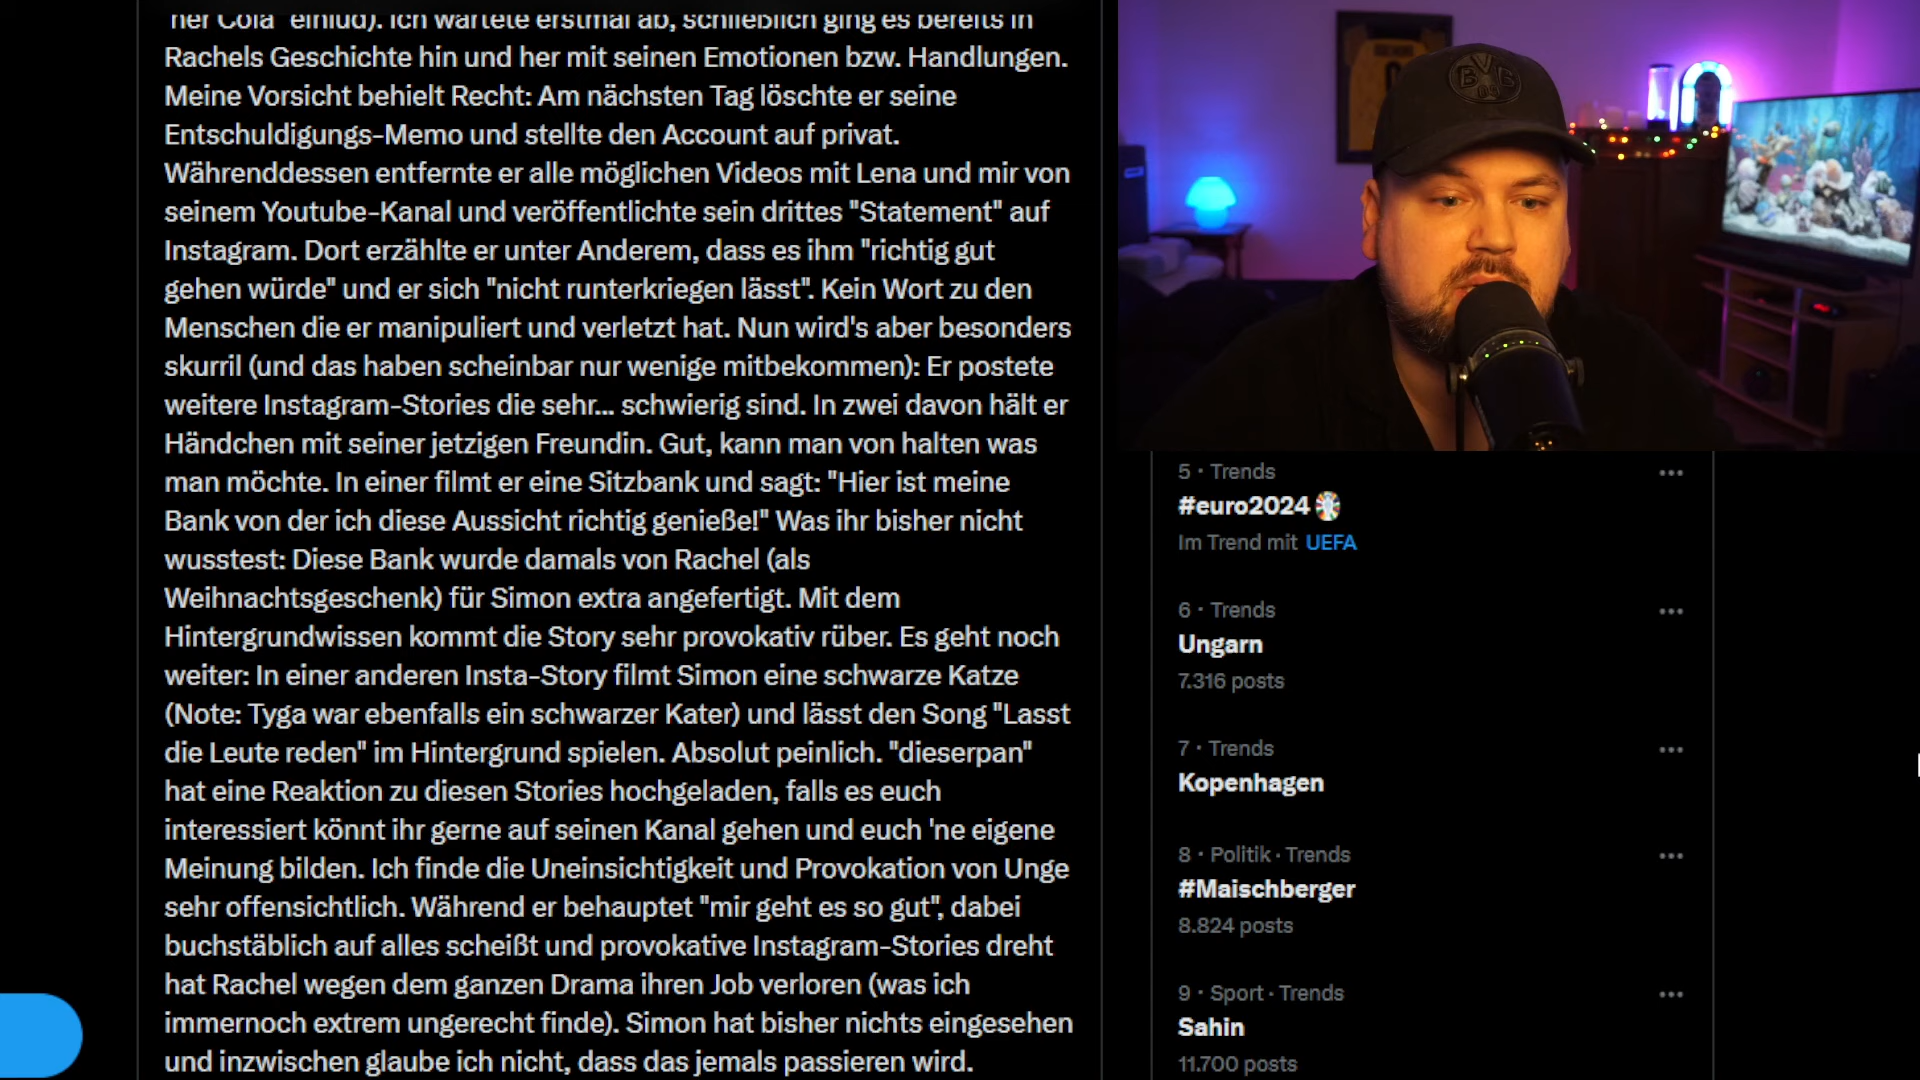 'ner Cola" einlud). Ich wartete erstmal ab, schließlich ging es bereits in
Rachels Geschichte hin und her mit seinen Emotionen bzw. Handlungen.
Meine Vorsicht behielt Recht: Am nächsten Tag löschte er seine
Entschuldigungs-Memo und stellte den Account auf privat.
Währenddessen entfernte er alle möglichen Videos mit Lena und mir von
seinem Youtube-Kanal und veröffentlichte sein drittes "Statement" auf
Instagram. Dort erzählte er unter Anderem, dass es ihm "richtig gut
gehen würde" und er sich "nicht runterkriegen lässt". Kein Wort zu den
Menschen die er manipuliert und verletzt hat. Nun wird's aber besonders
skurril (und das haben scheinbar nur wenige mitbekommen): Er postete
weitere Instagram-Stories die sehr... schwierig sind. In zwei davon hält er
Händchen mit seiner jetzigen Freundin. Gut, kann man von halten was
man möchte. In einer filmt er eine Sitzbank und sagt: "Hier ist meine
Bank von der ich diese Aussicht richtig genieße!" Was ihr bisher nicht
wusstest: Diese Bank wurde damals von Rachel (als
Weihnachtsgeschenk) für Simon extra angefertigt. Mit dem
Hintergrundwissen kommt die Story sehr provokativ rüber. Es geht noch
weiter: In einer anderen Insta-Story filmt Simon eine schwarze Katze
(Note: Tyga war ebenfalls ein schwarzer Kater) und lässt den Song "Lasst
die Leute reden" im Hintergrund spielen. Absolut peinlich. "dieserpan"
hat eine Reaktion zu diesen Stories hochgeladen, falls es euch
interessiert könnt ihr gerne auf seinen Kanal gehen und euch 'ne eigene
Meinung bilden. Ich finde die Uneinsichtigkeit und Provokation von Unge
sehr offensichtlich. Während er behauptet "mir geht es so gut", dabei
buchstäblich auf alles scheißt und provokative Instagram-Stories dreht
hat Rachel wegen dem ganzen Drama ihren Job verloren (was ich
immernoch extrem ungerecht finde). Simon hat bisher nichts eingesehen
und inzwischen glaube ich nicht, dass das jemals passieren wird.
BVB
09
5 · Trends
#euro2024
Im Trend mit UEFA
6 · Trends
Ungarn
7.316 posts
7 · Trends
Kopenhagen
8 · Politik · Trends
#Maischberger
8.824 posts
9 · Sport · Trends
Sahin
11.700 posts